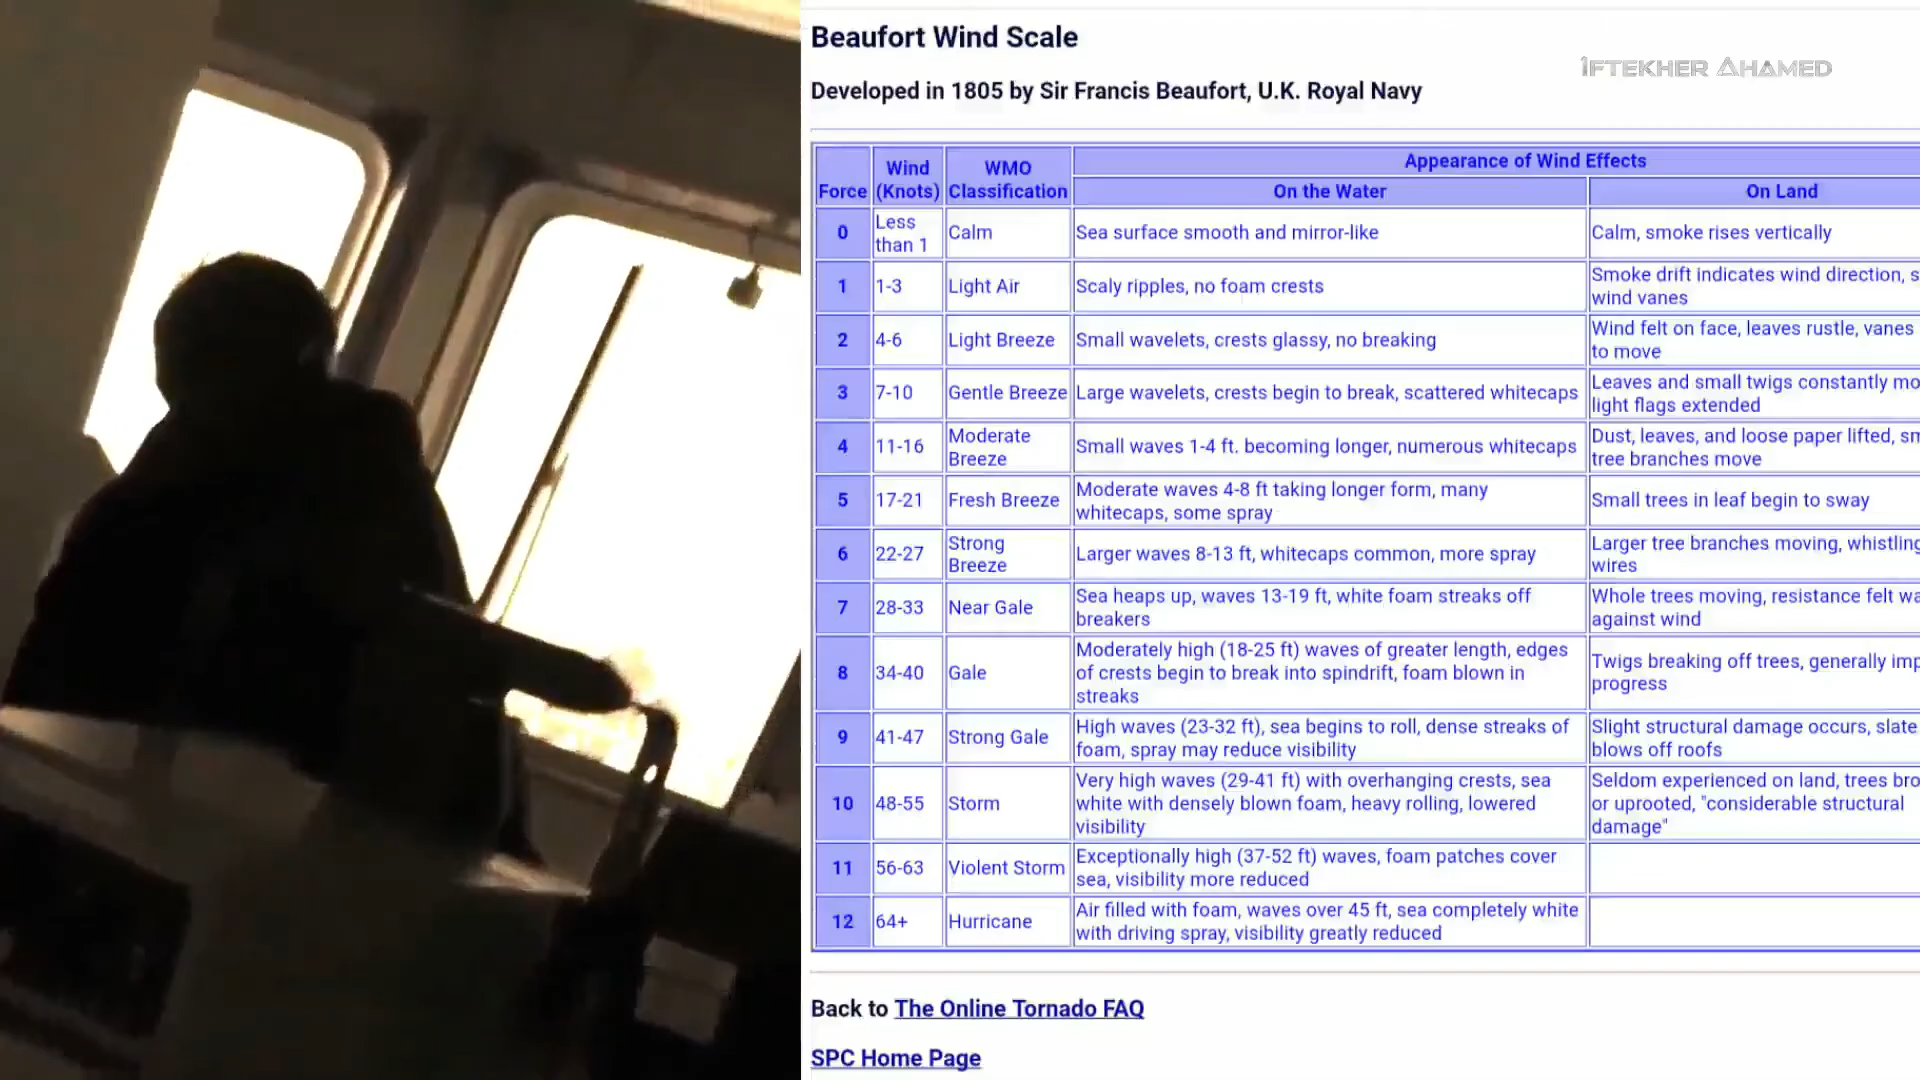 Beaufort Wind Scale
IFTEKHER AHAMED
Developed in 1805 by Sir Francis Beaufort, U.K. Royal Navy
Force
Wind
(Knots)
WMO
Classification
Appearance of Wind Effects
On the Water
On Land
0
Less
than 1
Calm
Sea surface smooth and mirror-like
Calm, smoke rises vertically
1
1-3
Light Air
Scaly ripples, no foam crests
Smoke drift indicates wind direction, s
wind vanes
2
4-6
Light Breeze
Small wavelets, crests glassy, no breaking
Wind felt on face, leaves rustle, vanes
to move
3
7-10
Gentle Breeze
Large wavelets, crests begin to break, scattered whitecaps
Leaves and small twigs constantly mo
light flags extended
4
11-16
Moderate
Breeze
Small waves 1-4 ft. becoming longer, numerous whitecaps
Dust, leaves, and loose paper lifted, sm
tree branches move
5
17-21
Fresh Breeze
Moderate waves 4-8 ft taking longer form, many
whitecaps, some spray
Small trees in leaf begin to sway
6
22-27
Strong
Breeze
Larger waves 8-13 ft, whitecaps common, more spray
Larger tree branches moving, whistling
wires
7
28-33
Near Gale
Sea heaps up, waves 13-19 ft, white foam streaks off
breakers
Whole trees moving, resistance felt wa
against wind
8
34-40
Gale
Moderately high (18-25 ft) waves of greater length, edges
of crests begin to break into spindrift, foam blown in
streaks
Twigs breaking off trees, generally imp
progress
9
41-47
Strong Gale
High waves (23-32 ft), sea begins to roll, dense streaks of
foam, spray may reduce visibility
Slight structural damage occurs, slate
blows off roofs
10
48-55
Storm
Very high waves (29-41 ft) with overhanging crests, sea
white with densely blown foam, heavy rolling, lowered
visibility
Seldom experienced on land, trees bro
or uprooted, "considerable structural
damage"
11
56-63
Violent Storm
Exceptionally high (37-52 ft) waves, foam patches cover
sea, visibility more reduced
12
64+
Hurricane
Air filled with foam, waves over 45 ft, sea completely white
with driving spray, visibility greatly reduced
Back to The Online Tornado FAQ
SPC Home Page